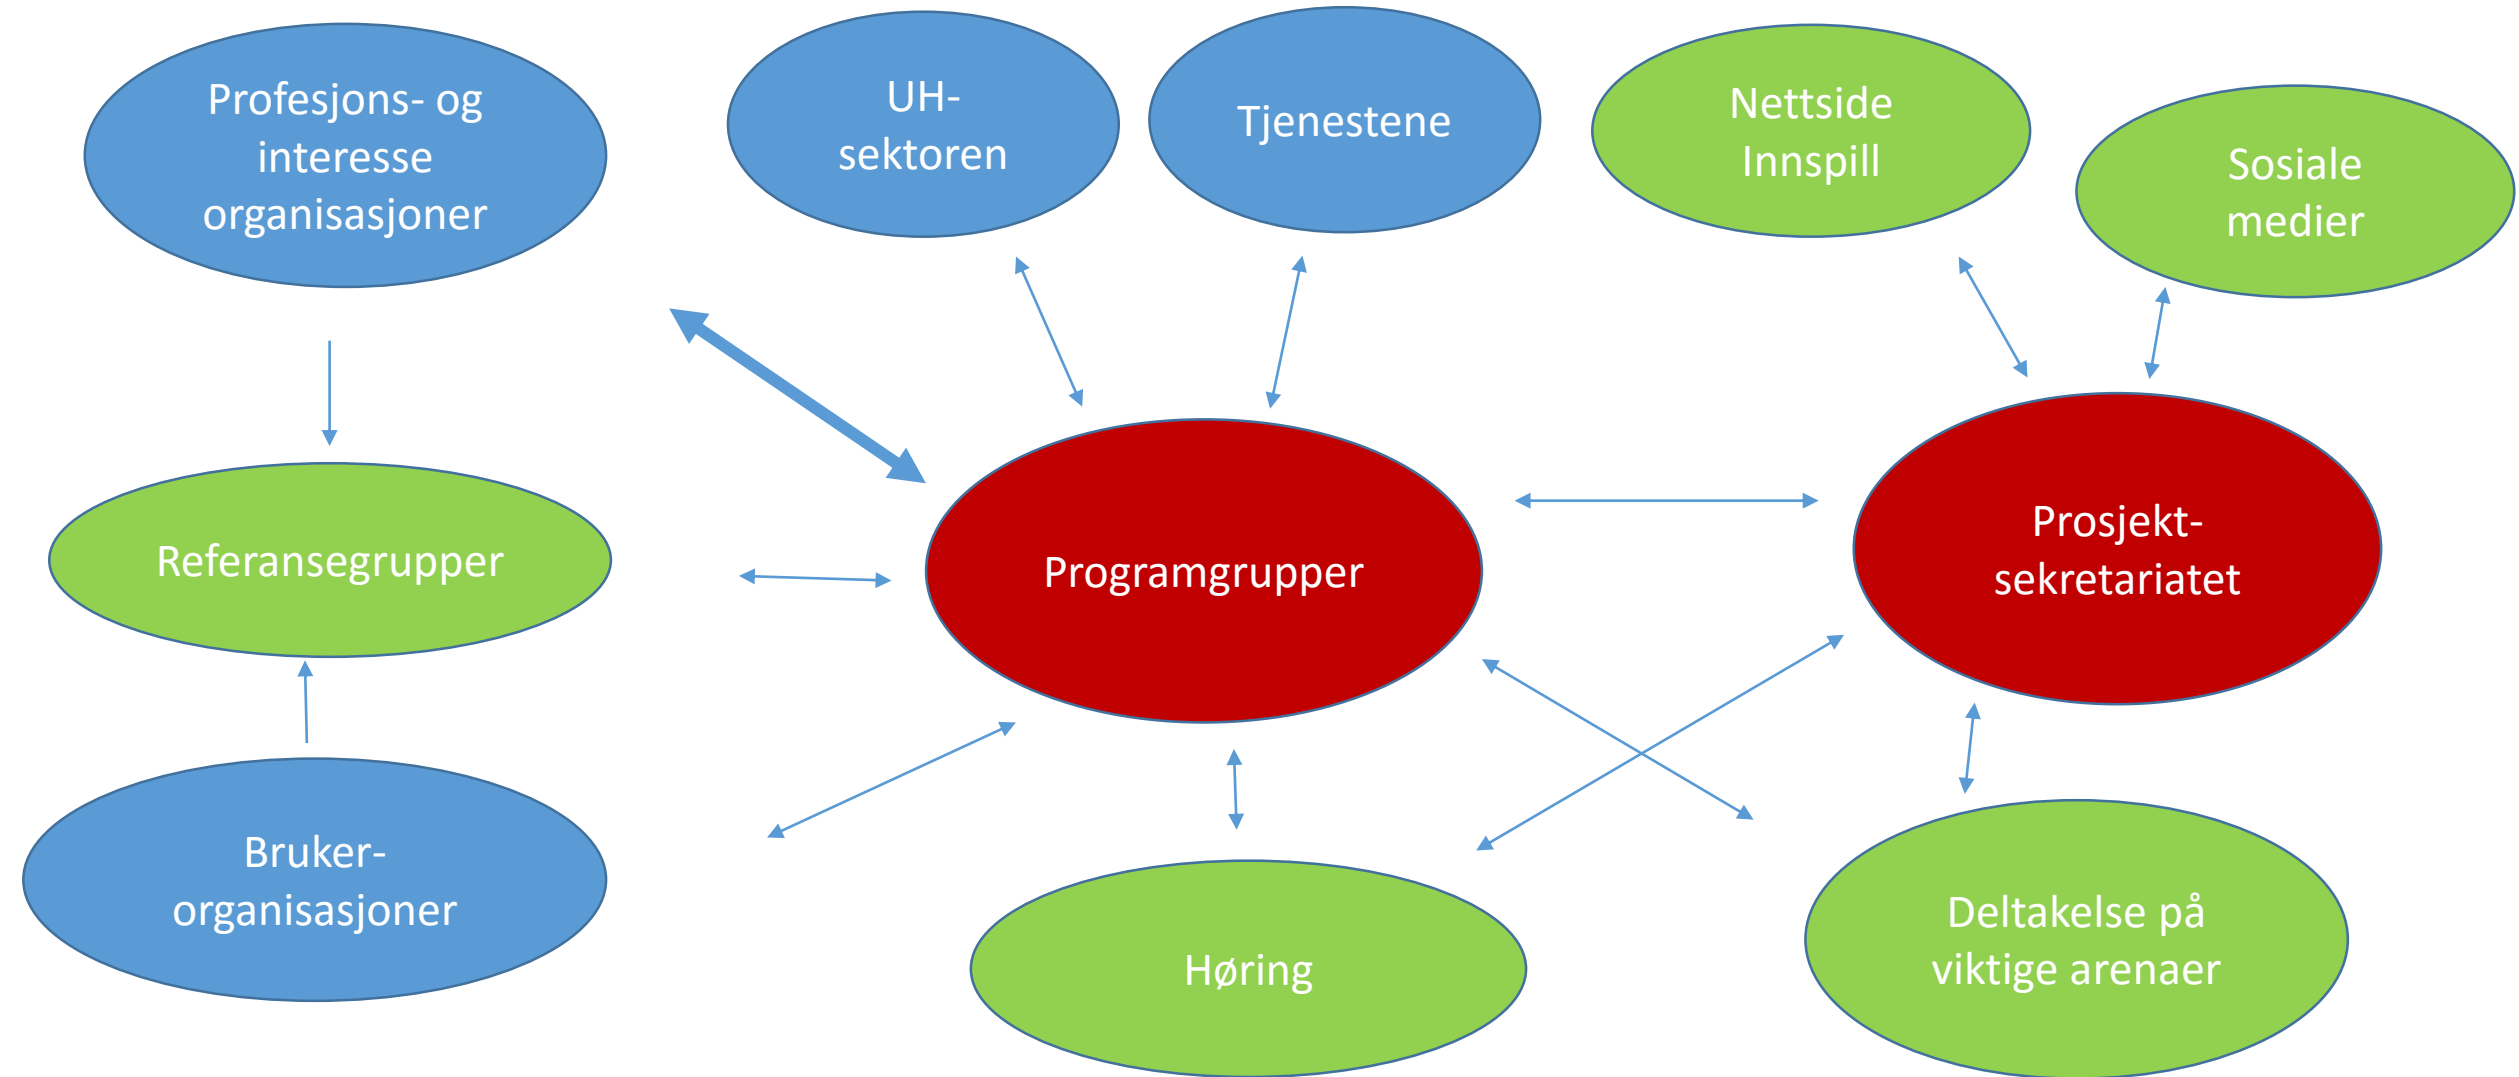 Profesjons- og
interesse
organisasjoner
UH-
sektoren
Tjenestene
Nettside
Innspill
Sosiale
medier
Referansegrupper
Programgrupper
Prosjekt-
sekretariatet
Bruker-
organisasjoner
Høring
Deltakelse på
viktige arenaer